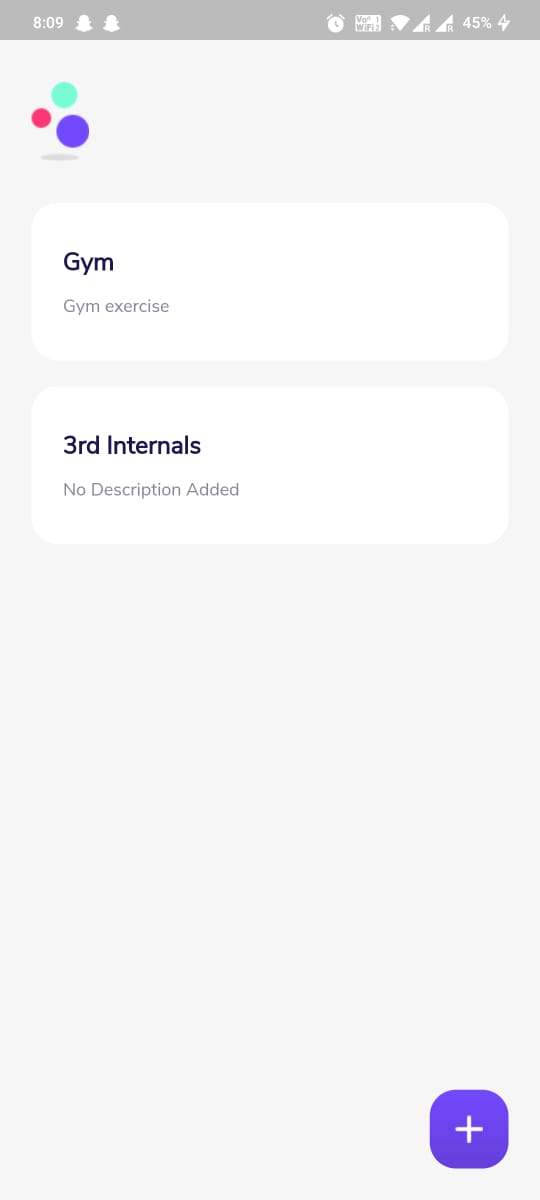 8:09 45%
Gym
Gym exercise
3rd Internals
No Description Added